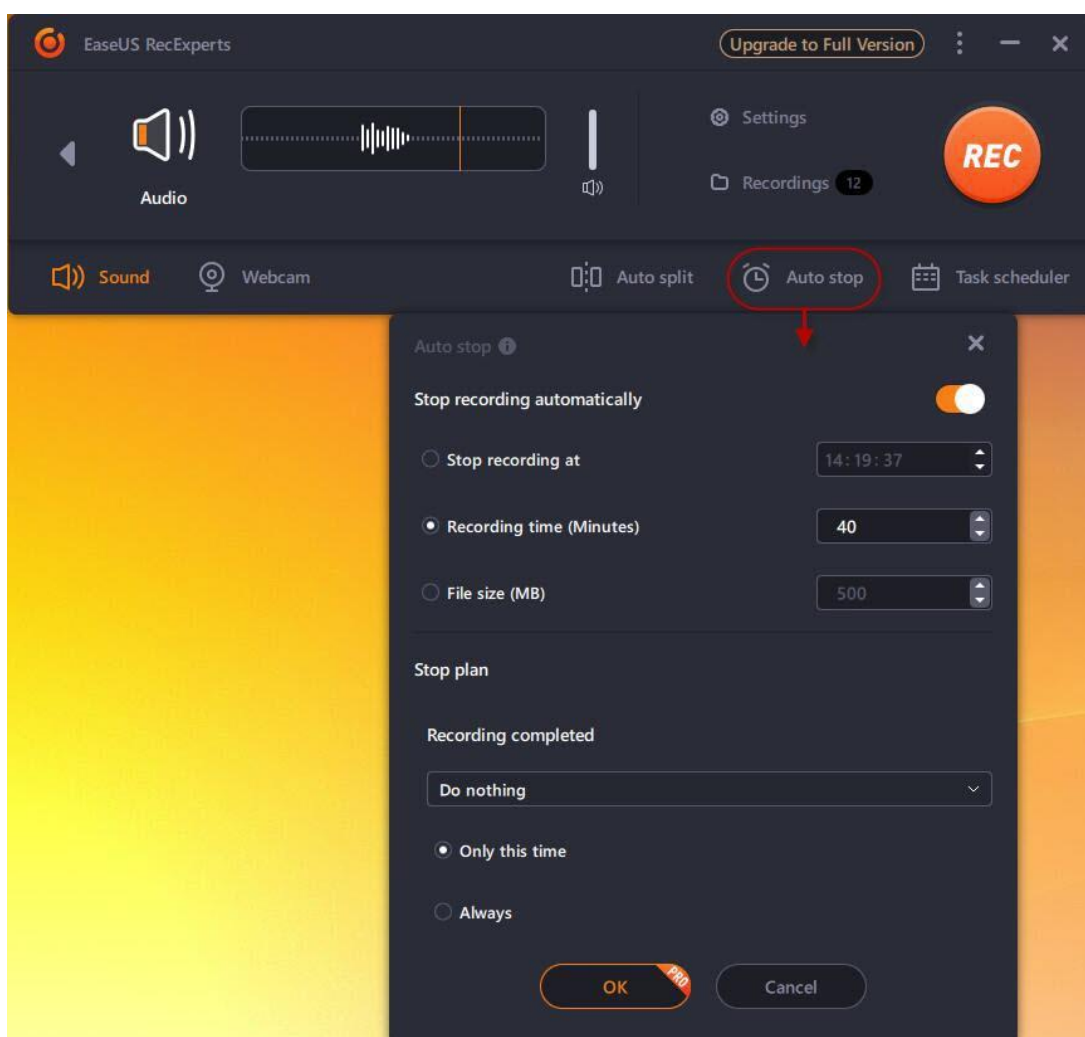 EaseUS RecExperts
Upgrade to Full Version
Settings
REC
Recordings 12
Audio
Sound
Webcam
Auto split
Auto stop
Task scheduler
Auto stop
Stop recording automatically
Stop recording at
14:19:37
Recording time (Minutes)
40
File size (MB)
500
Stop plan
Recording completed
Do nothing
Only this time
Always
OK
PRO
Cancel